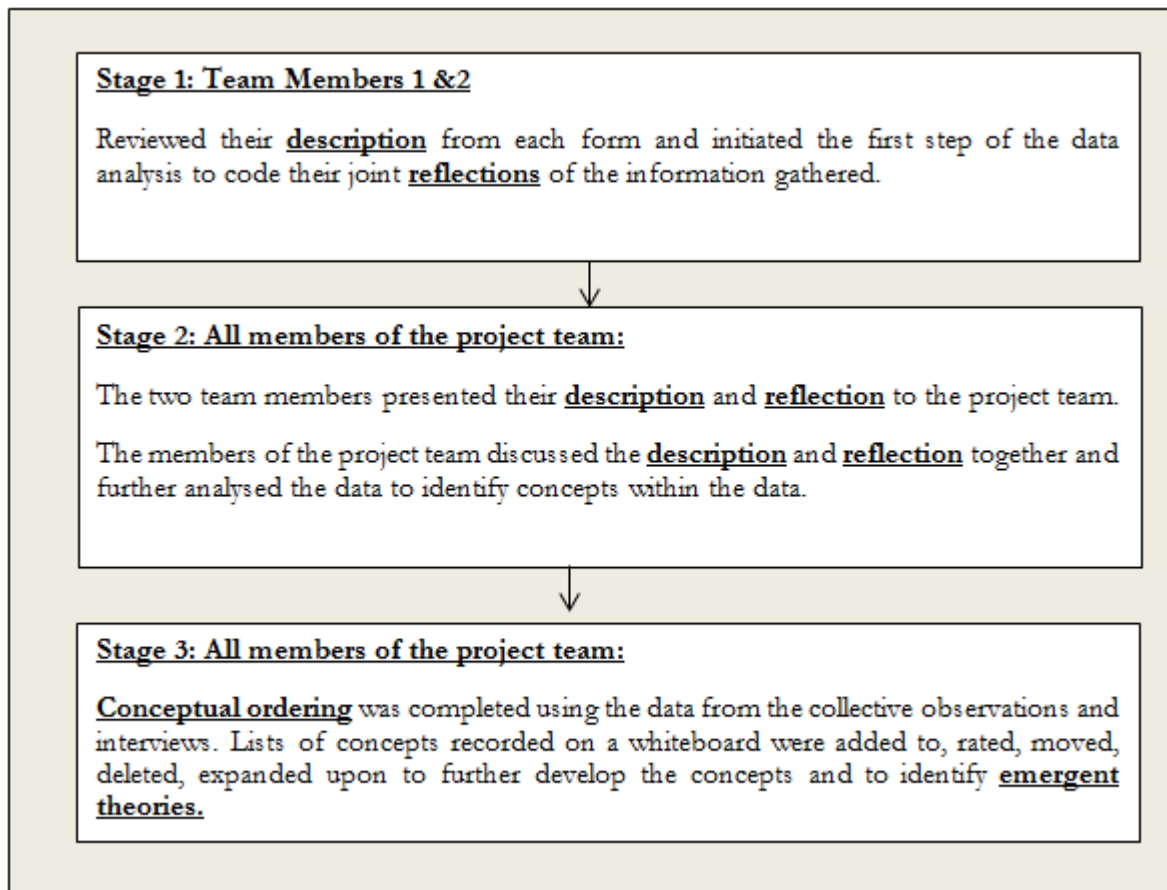 Stage 1: Team Members 1 &2
Reviewed their description from each form and initiated the first step of the data
analysis to code their joint reflections of the information gathered.
Stage 2: All members of the project team:
The two team members presented their description and reflection to the project team.
The members of the project team discussed the description and reflection together and
further analysed the data to identify concepts within the data.
Stage 3: All members of the project team:
Conceptual ordering was completed using the data from the collective observations and
interviews. Lists of concepts recorded on a whiteboard were added to, rated, moved,
deleted, expanded upon to further develop the concepts and to identify emergent
theories.